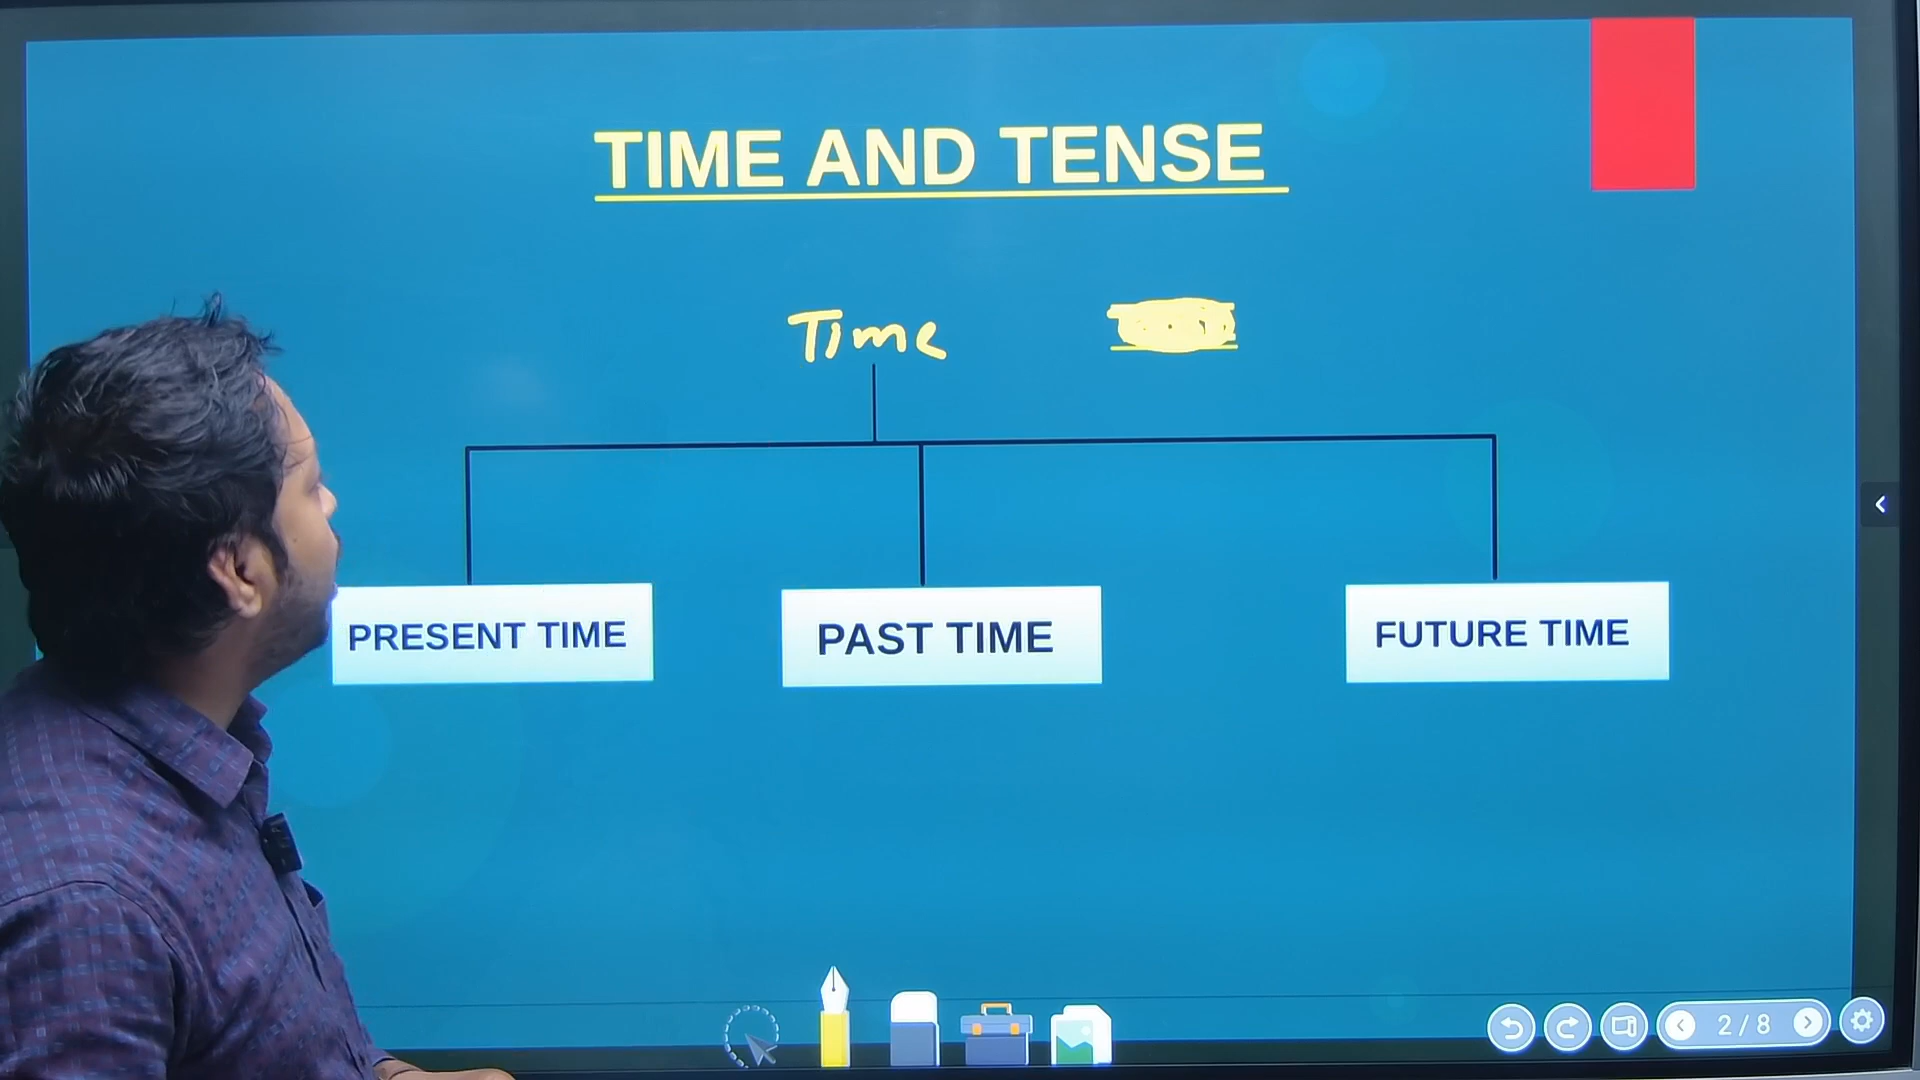 TIME AND TENSE
Time
PRESENT TIME
PAST TIME
FUTURE TIME
2/8